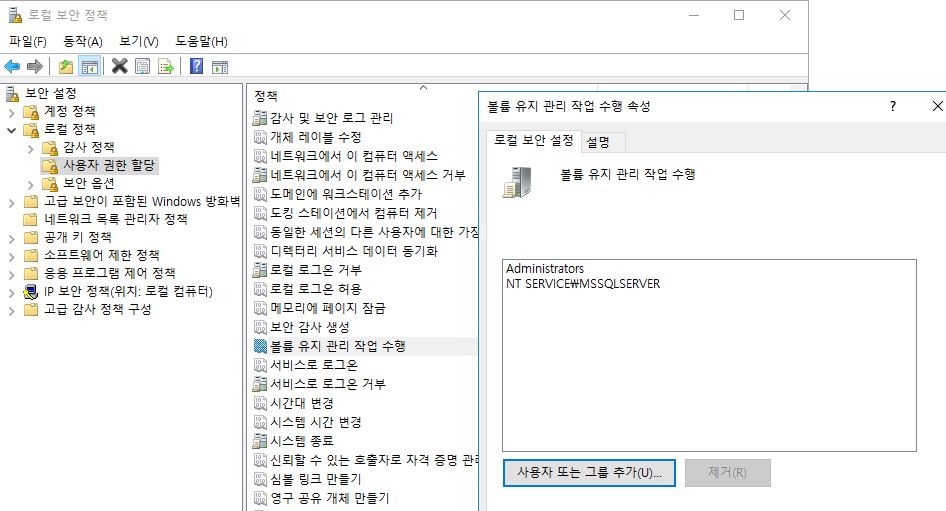 로컬 보안 정책
파일(F) 동작(A) 보기(V) 도움말(H)
보안 설정
계정 정책
로컬 정책
감사 정책
사용자 권한 할당
보안 옵션
고급 보안이 포함된 Windows 방화벽
네트워크 목록 관리자 정책
공개 키 정책
소프트웨어 제한 정책
응용 프로그램 제어 정책
IP 보안 정책(위치: 로컬 컴퓨터)
고급 감사 정책 구성
정책
감사 및 보안 로그 관리
개체 레이블 수정
네트워크에서 이 컴퓨터 액세스
네트워크에서 이 컴퓨터 액세스 거부
도메인에 워크스테이션 추가
도킹 스테이션에서 컴퓨터 제거
동일한 세션의 다른 사용자에 대한 가장
디렉터리 서비스 데이터 동기화
로컬 로그온 거부
로컬 로그온 허용
메모리에 페이지 잠금
보안 감사 생성
볼륨 유지 관리 작업 수행
서비스로 로그온
서비스로 로그온 거부
시간대 변경
시스템 시간 변경
시스템 종료
신뢰할 수 있는 호출자로 자격 증명 관리
심볼 링크 만들기
영구 공유 개체 만들기
볼륨 유지 관리 작업 수행 속성
로컬 보안 설정 설명
볼륨 유지 관리 작업 수행
Administrators
NT SERVICE₩MSSQLSERVER
사용자 또는 그룹 추가(U)... 제거(R)